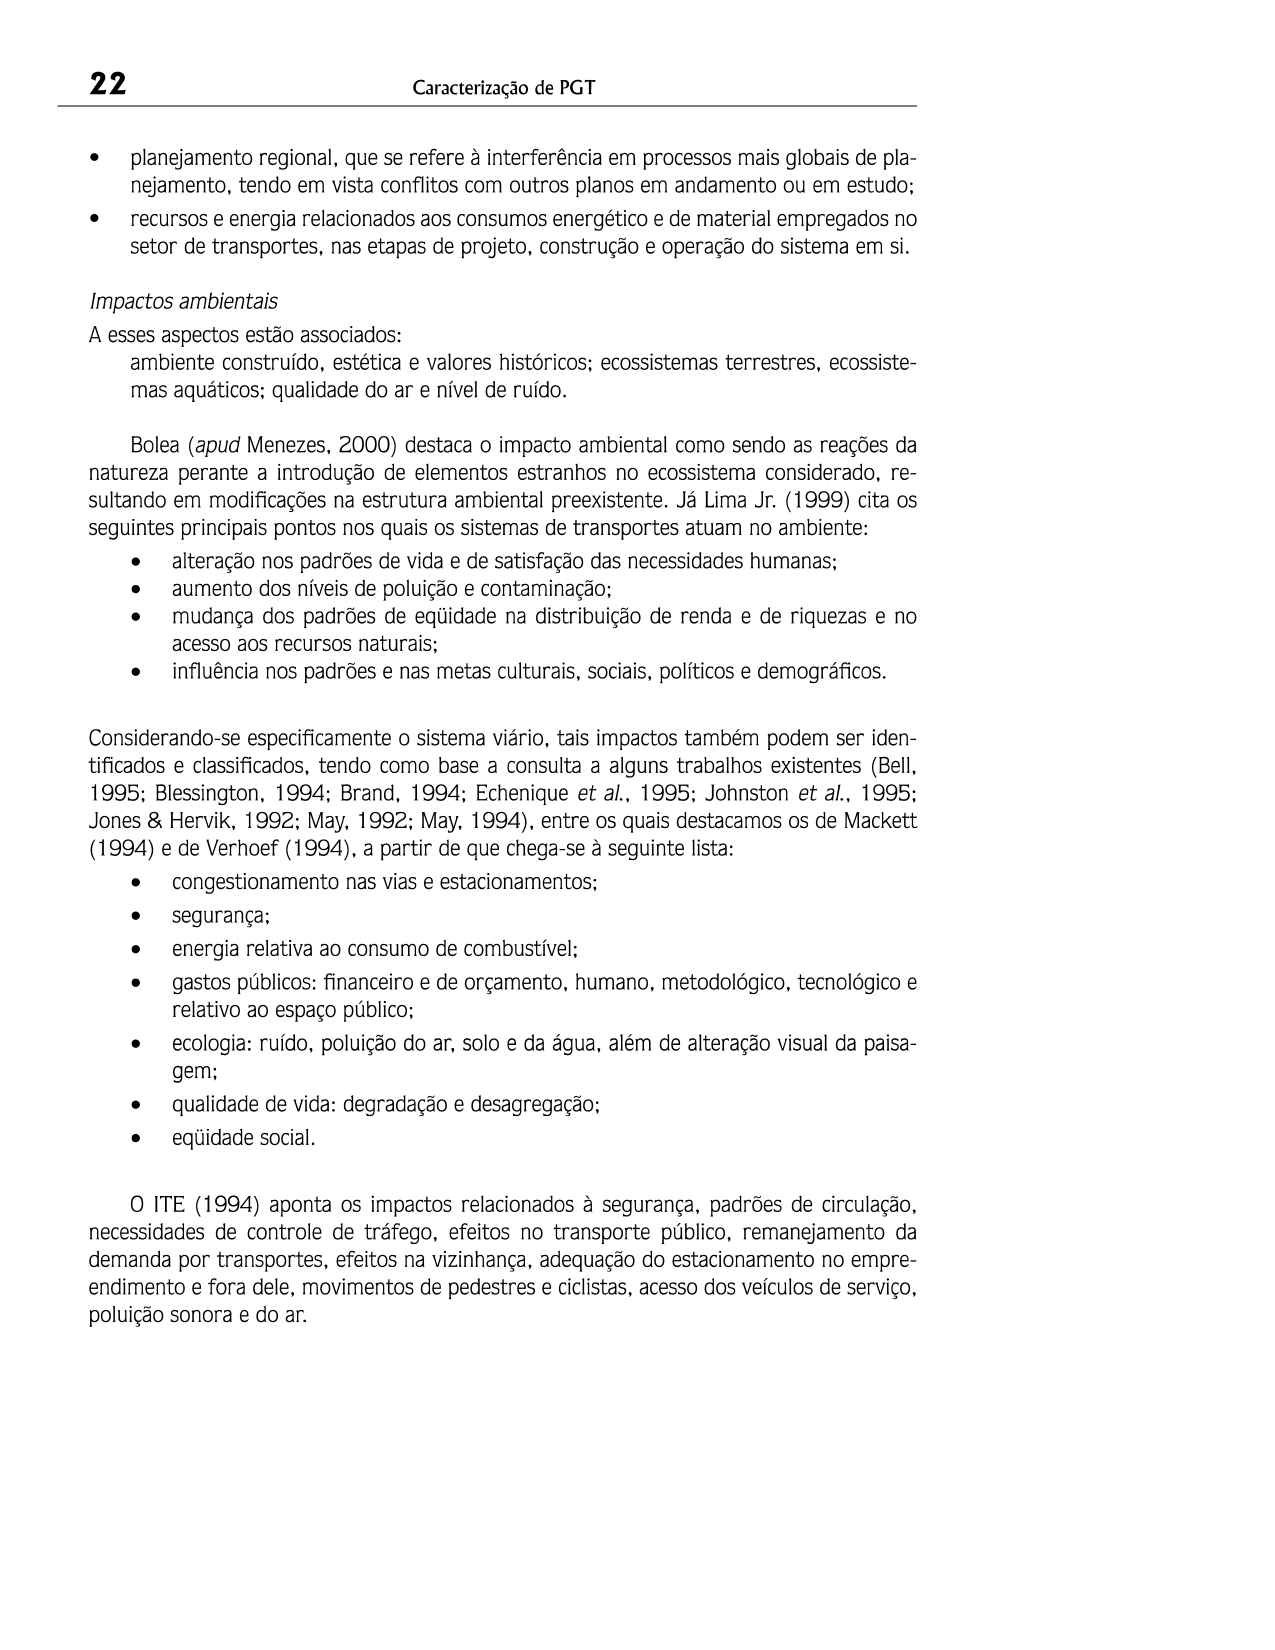 22
Caracterização de PGT
• planejamento regional, que se refere à interferência em processos mais globais de pla-
nejamento, tendo em vista conflitos com outros planos em andamento ou em estudo;
• recursos e energia relacionados aos consumos energético e de material empregados no
setor de transportes, nas etapas de projeto, construção e operação do sistema em si.
Impactos ambientais
A esses aspectos estão associados:
ambiente construído, estética e valores históricos; ecossistemas terrestres, ecossiste-
mas aquáticos; qualidade do ar e nível de ruído.
Bolea (apud Menezes, 2000) destaca o impacto ambiental como sendo as reações da
natureza perante a introdução de elementos estranhos no ecossistema considerado, re-
sultando em modificações na estrutura ambiental preexistente. Já Lima Jr. (1999) cita os
seguintes principais pontos nos quais os sistemas de transportes atuam no ambiente:
• alteração nos padrões de vida e de satisfação das necessidades humanas;
• aumento dos níveis de poluição e contaminação;
• mudança dos padrões de eqüidade na distribuição de renda e de riquezas e no
acesso aos recursos naturais;
• influência nos padrões e nas metas culturais, sociais, políticos e demográficos.
Considerando-se especificamente o sistema viário, tais impactos também podem ser iden-
tificados e classificados, tendo como base a consulta a alguns trabalhos existentes (Bell,
1995; Blessington, 1994; Brand, 1994; Echenique et al., 1995; Johnston et al., 1995;
Jones & Hervik, 1992; May, 1992; May, 1994), entre os quais destacamos os de Mackett
(1994) e de Verhoef (1994), a partir de que chega-se à seguinte lista:
• congestionamento nas vias e estacionamentos;
• segurança;
• energia relativa ao consumo de combustível;
• gastos públicos: financeiro e de orçamento, humano, metodológico, tecnológico e
relativo ao espaço público;
• ecologia: ruído, poluição do ar, solo e da água, além de alteração visual da paisa-
gem;
• qualidade de vida: degradação e desagregação;
• eqüidade social.
O ITE (1994) aponta os impactos relacionados à segurança, padrões de circulação,
necessidades de controle de tráfego, efeitos no transporte público, remanejamento da
demanda por transportes, efeitos na vizinhança, adequação do estacionamento no empre-
endimento e fora dele, movimentos de pedestres e ciclistas, acesso dos veículos de serviço,
poluição sonora e do ar.